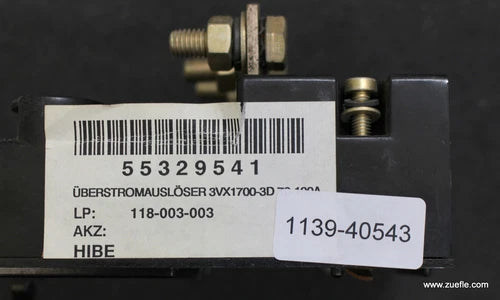 55329541
ÜBERSTROMAUSLÖSER 3VX1700-3D
LP: 118-003-003
AKZ:
HIBE
1139-40543
www.zuefle.com